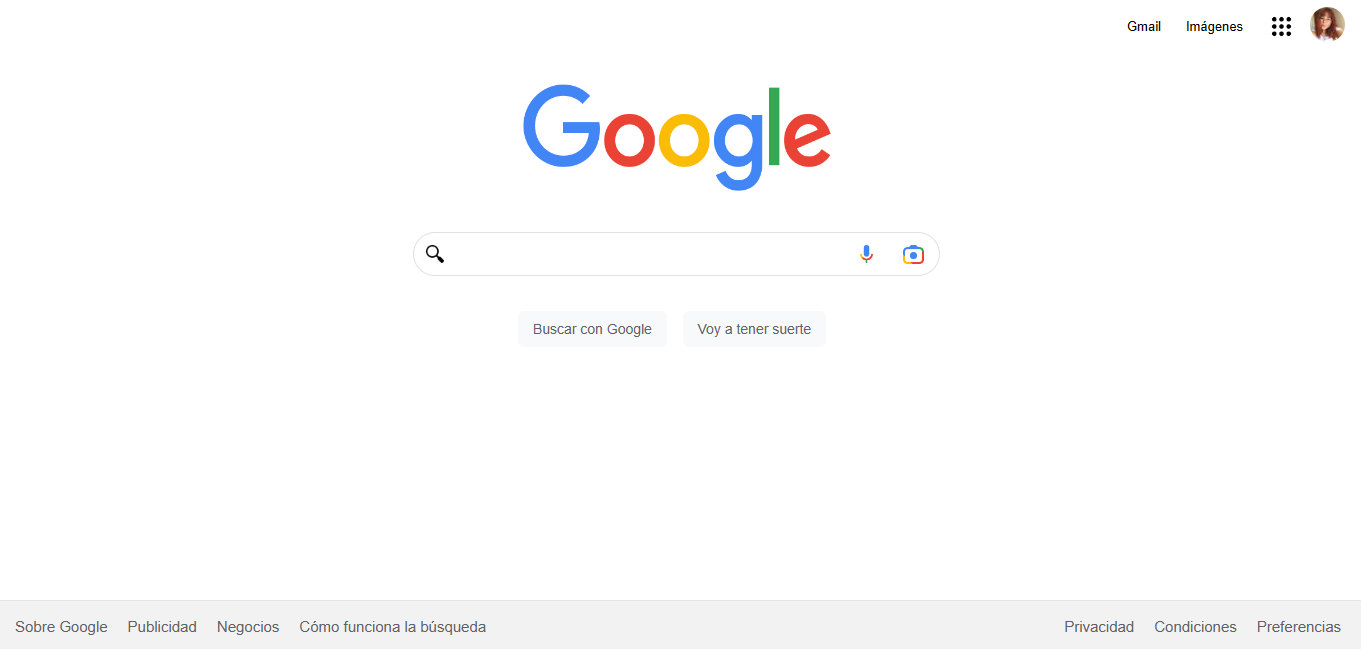 Gmail Imágenes
Google
Buscar con Google Voy a tener suerte
Sobre Google Publicidad Negocios Cómo funciona la búsqueda Privacidad Condiciones Preferencias